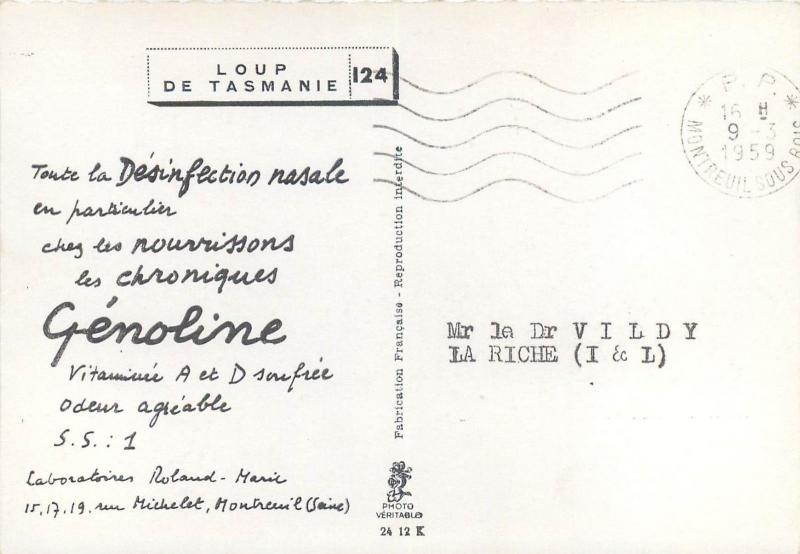 LOUP
DE TASMANIE
124
P. P.
16 H
9 - 3
1959
MONTREUIL SOUS BOIS
Toute la Désinfection nasale
en particulier
chez les nourrissons
les chroniques
Génoline
Vitaminée A et D soufrée
odeur agréable
S.S. : 1
Laboratoires Roland-Marie
15.17.19. rue Michelet, Montreuil (Seine)
Fabrication Française - Reproduction interdite
PHOTO
VÉRITABLE
24 12 K
Mr le Dr VILDY
LA RICHE (I & L)